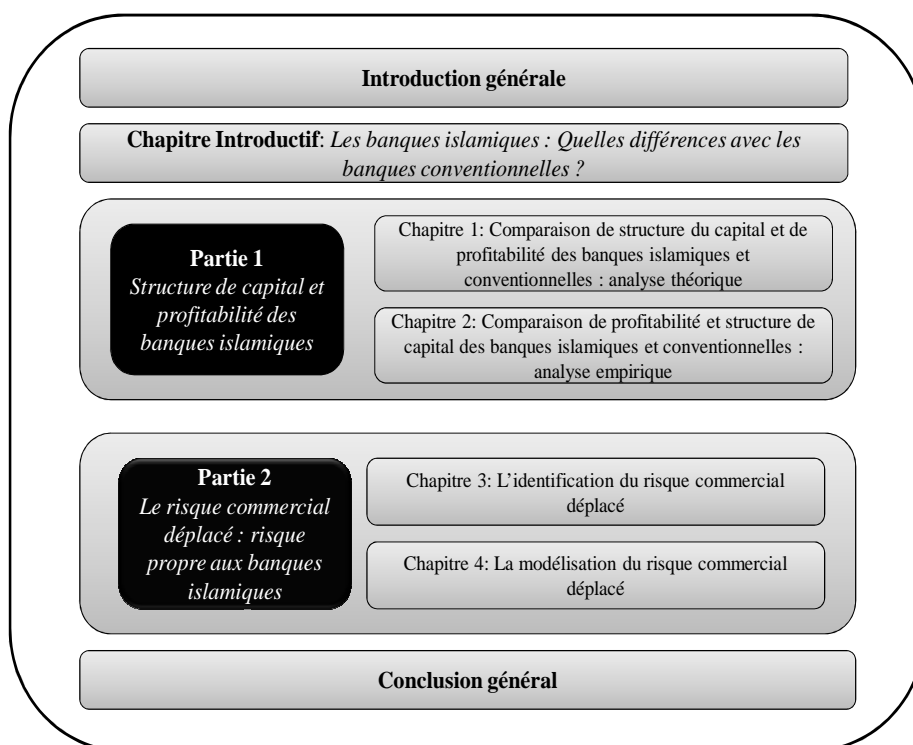 Introduction générale
Chapitre Introductif: Les banques islamiques : Quelles différences avec les
banques conventionnelles ?
Partie 1
Structure de capital et
profitabilité des
banques islamiques
Chapitre 1: Comparaison de structure du capital et de
profitabilité des banques islamiques et
conventionnelles : analyse théorique
Chapitre 2: Comparaison de profitabilité et structure de
capital des banques islamiques et conventionnelles :
analyse empirique
Partie 2
Le risque commercial
déplacé : risque
propre aux banques
islamiques
Chapitre 3: L'identification du risque commercial
déplacé
Chapitre 4: La modélisation du risque commercial
déplacé
Conclusion général